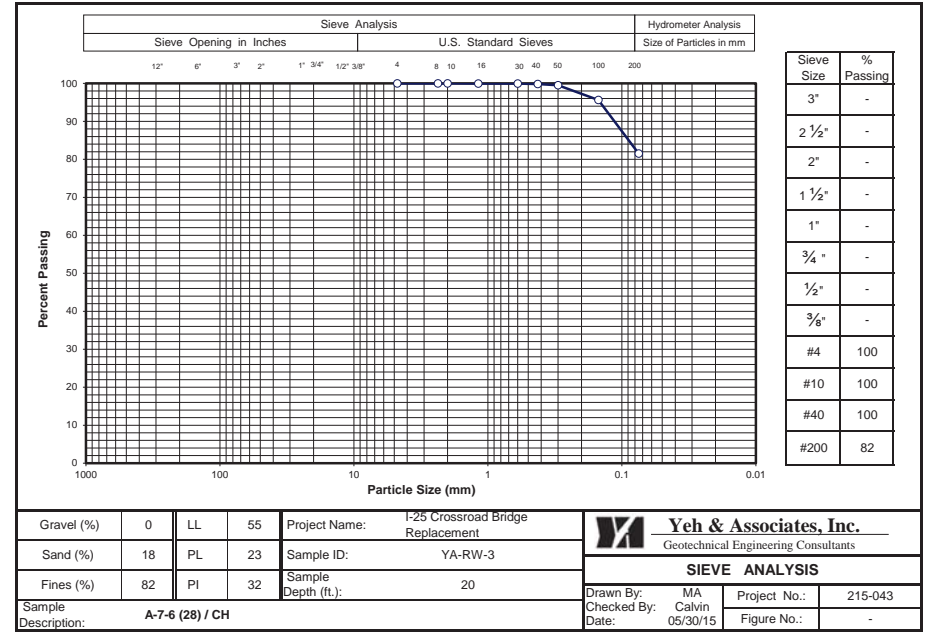 Sieve Analysis
Hydrometer Analysis
Sieve Opening in Inches
U.S. Standard Sieves
Size of Particles in mm
12" 6" 3" 2" 1" 3/4" 1/2" 3/8" 4 8 10 16 30 40 50 100 200
100
90
80
70
60
50
40
30
20
10
0
Percent Passing
1000 100 10 1 0.1 0.01
Particle Size (mm)
Sieve Size % Passing
3" -
2 ½" -
2" -
1 ½" -
1" -
¾ " -
½" -
⅜" -
#4 100
#10 100
#40 100
#200 82
Gravel (%) 0 LL 55 Project Name: I-25 Crossroad Bridge Replacement
Sand (%) 18 PL 23 Sample ID: YA-RW-3
Fines (%) 82 PI 32 Sample Depth (ft.): 20
Sample Description: A-7-6 (28) / CH
Yeh & Associates, Inc.
Geotechnical Engineering Consultants
SIEVE ANALYSIS
Drawn By: MA
Checked By: Calvin
Date: 05/30/15
Project No.: 215-043
Figure No.: -